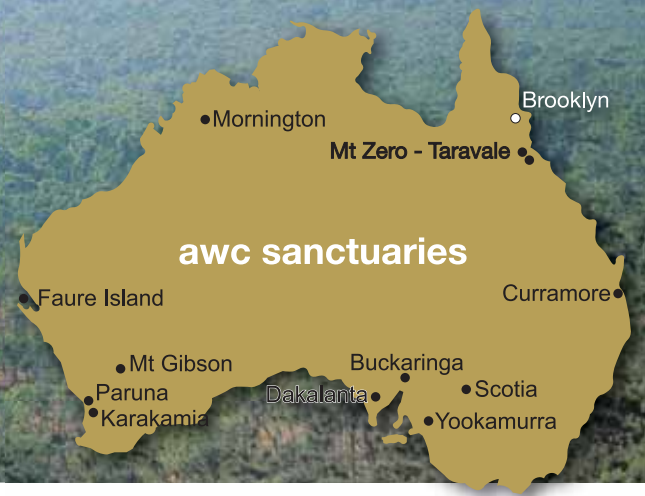 Brooklyn
Mornington
Mt Zero - Taravale
awc sanctuaries
Faure Island
Curramore
Mt Gibson
Buckaringa
Paruna
Dakalanta
Scotia
Karakamia
Yookamurra